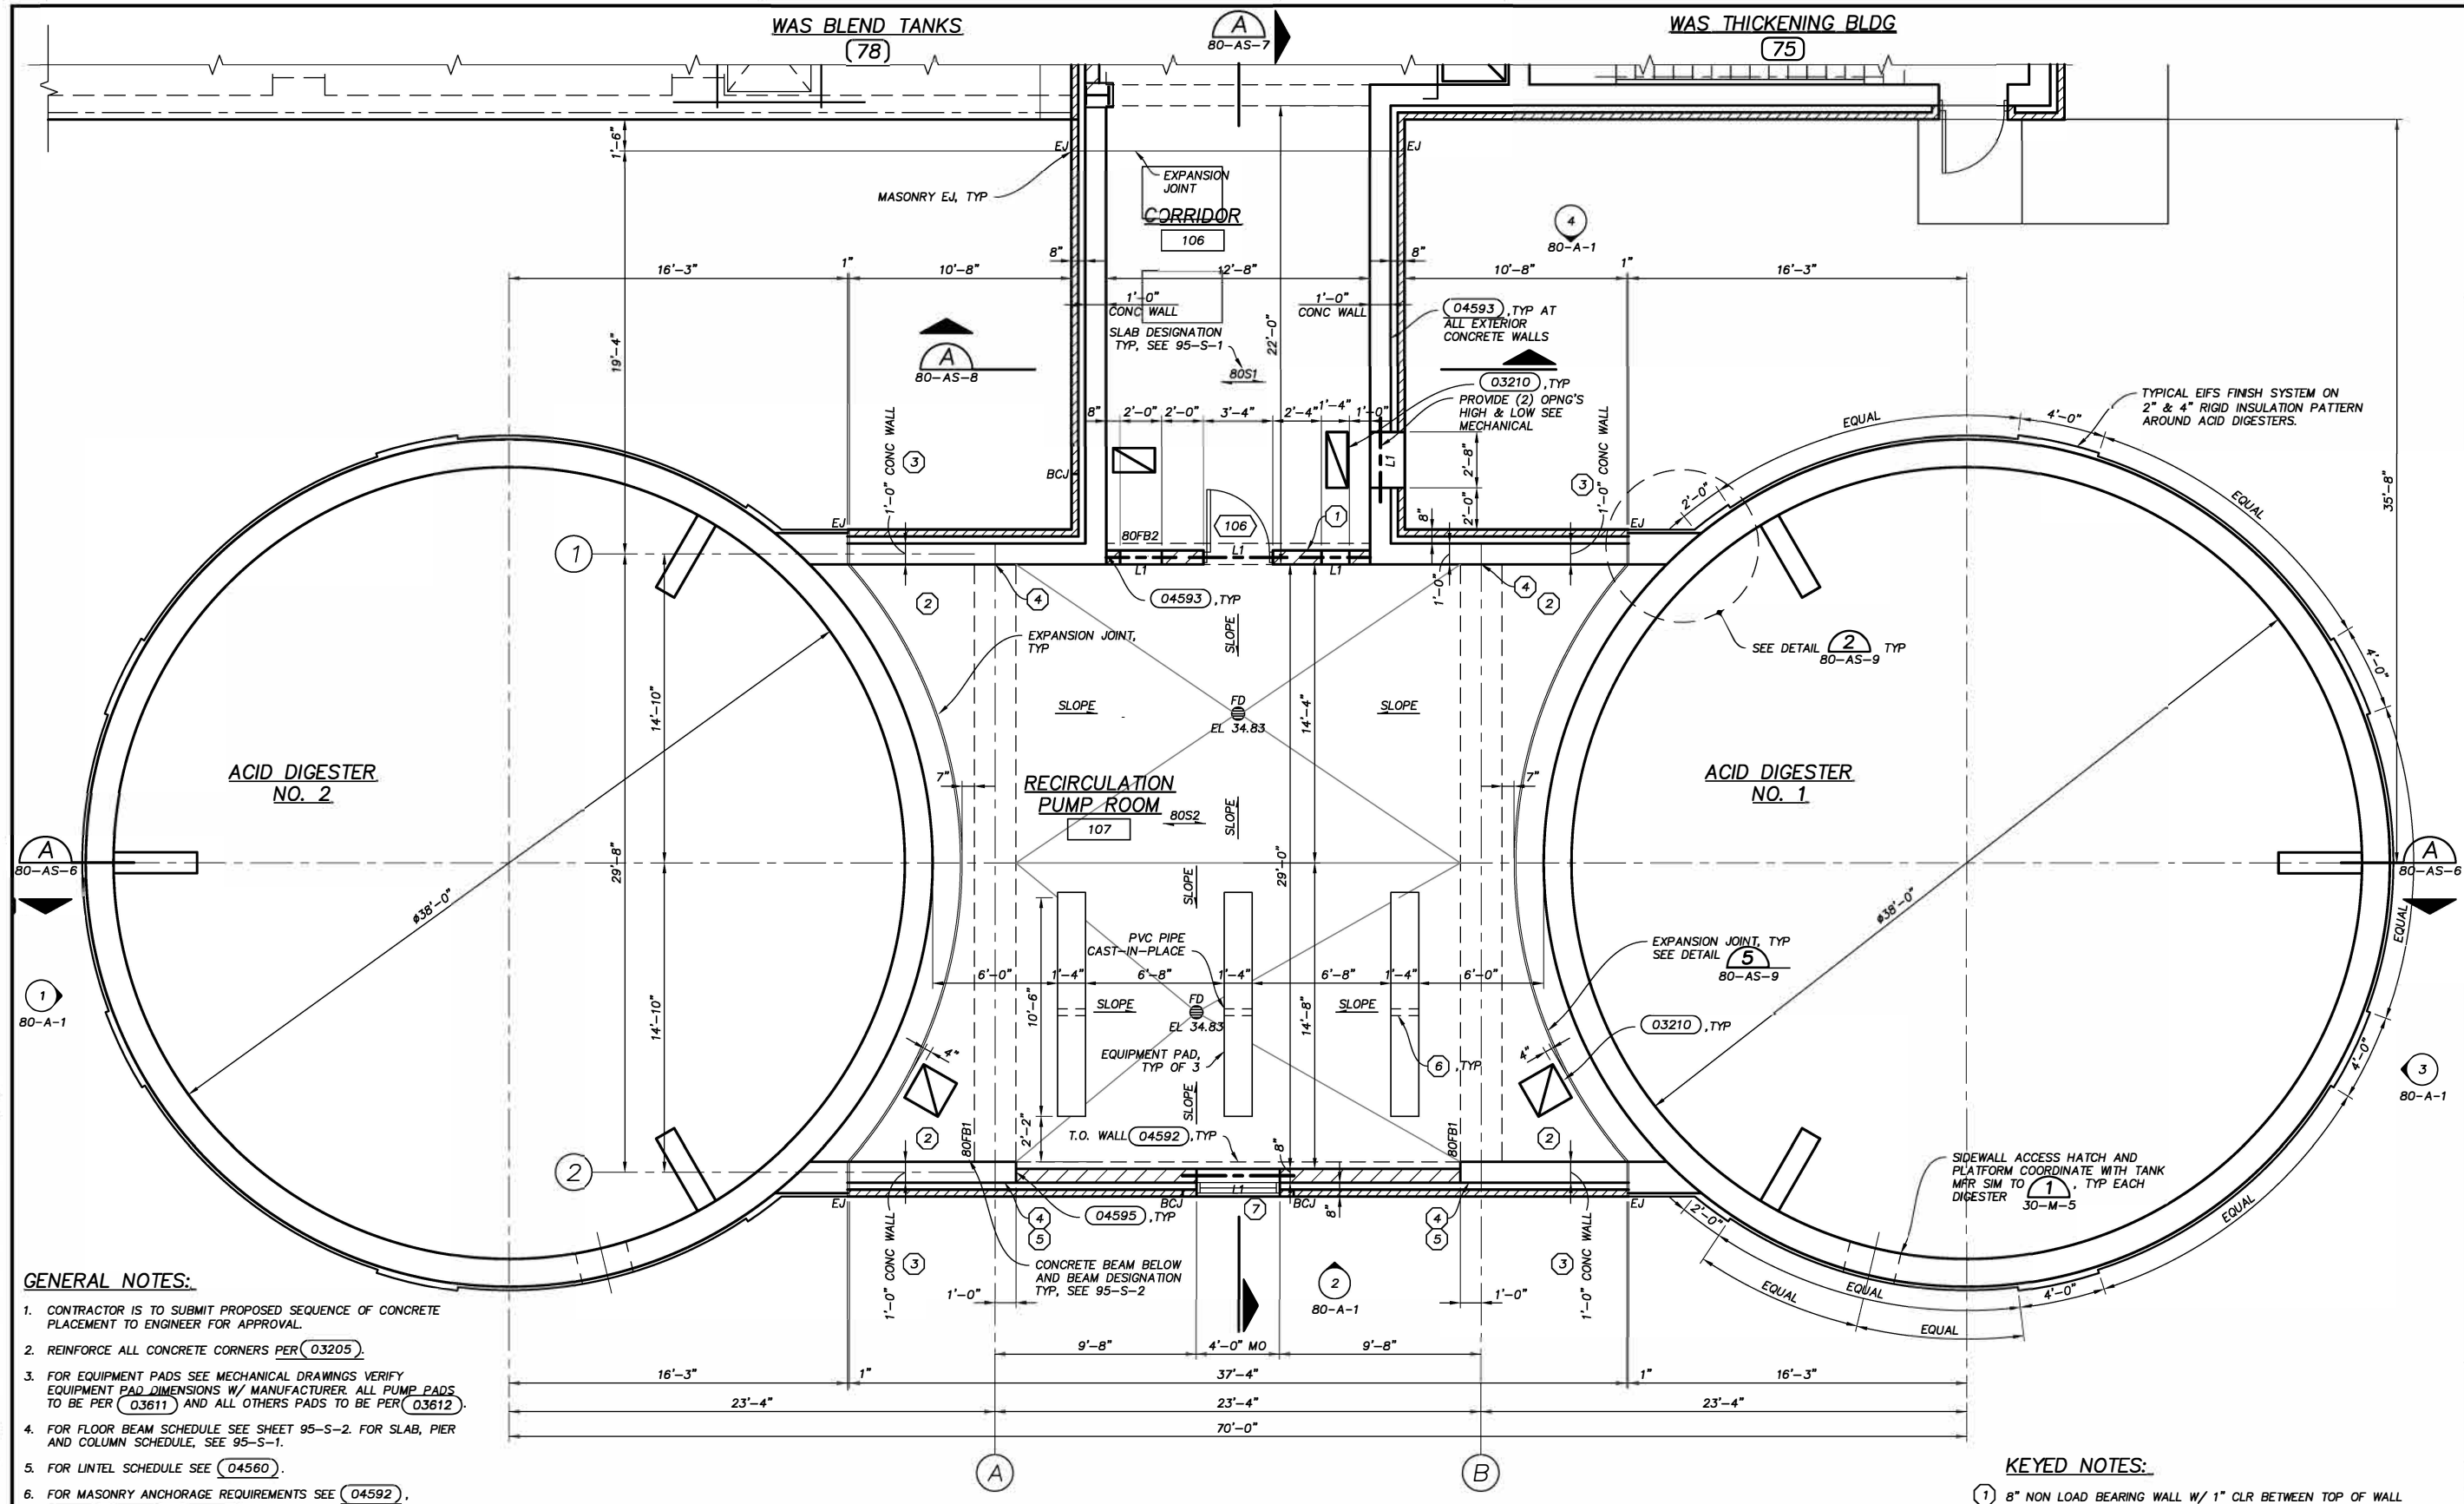 WAS BLEND TANKS
78
A
80-AS-7
WAS THICKENING BLDG
75
1'-6"
EJ
EJ
MASONRY EJ, TYP
EXPANSION
JOINT
CORRIDOR
106
4
80-A-1
35'-8"
16'-3"
1"
10'-8"
8"
12'-8"
8"
10'-8"
1"
16'-3"
1'-0"
CONC WALL
1'-0"
CONC WALL
04593 , TYP AT
ALL EXTERIOR
CONCRETE WALLS
19'-4"
A
80-AS-8
SLAB DESIGNATION
TYP, SEE 95-S-1
22'-0"
80S1
03210 , TYP
PROVIDE (2) OPNG'S
HIGH & LOW SEE
MECHANICAL
TYPICAL EIFS FINISH SYSTEM ON
2" & 4" RIGID INSULATION PATTERN
AROUND ACID DIGESTERS.
8"
2'-0"
2'-0"
3'-4"
2'-4"
1'-4"
1'-0"
EQUAL
4'-0"
1'-0" CONC WALL
3
BCJ
L1
2'-8"
2'-0"
3
1'-0" CONC WALL
2'-0"
EQUAL
EJ
80FB2
106
1
8"
EJ
1
L1
L1
L1
1'-0"
2
4
04593 , TYP
4
2
EXPANSION JOINT,
TYP
SLOPE
SEE DETAIL 2 TYP
80-AS-9
4'-0"
14'-10"
SLOPE
FD
EL 34.83
14'-4"
SLOPE
ACID DIGESTER
NO. 2
7"
RECIRCULATION
PUMP ROOM
107
80S2
SLOPE
7"
ACID DIGESTER
NO. 1
A
80-AS-6
29'-8"
29'-0"
A
80-AS-6
ø38'-0"
SLOPE
ø38'-0"
EQUAL
PVC PIPE
CAST-IN-PLACE
EXPANSION JOINT, TYP
SEE DETAIL 5
80-AS-9
1
80-A-1
6'-0"
1'-4"
6'-8"
1'-4"
6'-8"
1'-4"
6'-0"
10'-6"
SLOPE
FD
EL 34.83
14'-8"
SLOPE
03210 , TYP
14'-10"
4"
EQUIPMENT PAD,
TYP OF 3
6 , TYP
4"
4'-0"
3
80-A-1
SLOPE
2
80FB1
2'-2"
T.O. WALL 04592 , TYP
8"
80FB1
2
2
SIDEWALL ACCESS HATCH AND
PLATFORM COORDINATE WITH TANK
MFR SIM TO 1 , TYP EACH
DIGESTER
30-M-5
EQUAL
EJ
4
5
04595 , TYP
BCJ
L1
7
BCJ
8"
4
5
EJ
2'-0"
1'-0" CONC WALL
3
CONCRETE BEAM BELOW
AND BEAM DESIGNATION
TYP, SEE 95-S-2
2
80-A-1
3
1'-0" CONC WALL
EQUAL
EQUAL
4'-0"
EQUAL
1'-0"
1'-0"
9'-8"
4'-0" MO
9'-8"
16'-3"
1"
37'-4"
1"
16'-3"
23'-4"
23'-4"
23'-4"
70'-0"
A
B
GENERAL NOTES:
1. CONTRACTOR IS TO SUBMIT PROPOSED SEQUENCE OF CONCRETE
PLACEMENT TO ENGINEER FOR APPROVAL.
2. REINFORCE ALL CONCRETE CORNERS PER 03205 .
3. FOR EQUIPMENT PADS SEE MECHANICAL DRAWINGS VERIFY
EQUIPMENT PAD DIMENSIONS W/ MANUFACTURER. ALL PUMP PADS
TO BE PER 03611 AND ALL OTHERS PADS TO BE PER 03612 .
4. FOR FLOOR BEAM SCHEDULE SEE SHEET 95-S-2. FOR SLAB, PIER
AND COLUMN SCHEDULE, SEE 95-S-1.
5. FOR LINTEL SCHEDULE SEE 04560 .
6. FOR MASONRY ANCHORAGE REQUIREMENTS SEE 04592 ,
KEYED NOTES:
1 8" NON LOAD BEARING WALL W/ 1" CLR BETWEEN TOP OF WALL